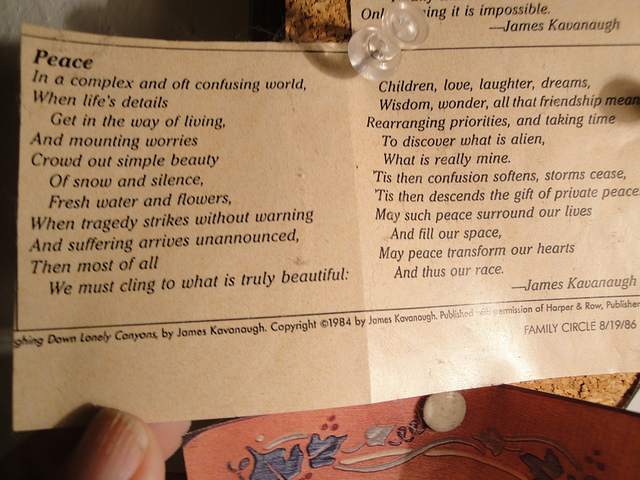 ing it is impossible.
—James Kavanaugh
Peace
In a complex and oft confusing world,
When life's details
Get in the way of living,
And mounting worries
Crowd out simple beauty
Of snow and silence,
Fresh water and flowers,
When tragedy strikes without warning
And suffering arrives unannounced,
Then most of all
We must cling to what is truly beautiful:
Children, love, laughter, dreams,
Wisdom, wonder, all that friendship mean
Rearranging priorities, and taking time
To discover what is alien,
What is really mine.
'Tis then confusion softens, storms cease,
'Tis then descends the gift of private peace
May such peace surround our lives
And fill our space,
May peace transform our hearts
And thus our race.
—James Kavanaugh
ghing Down Lonely Canyons, by James Kavanaugh. Copyright ©1984 by James Kavanaugh. Published with permission of Harper & Row, Publisher
FAMILY CIRCLE 8/19/86